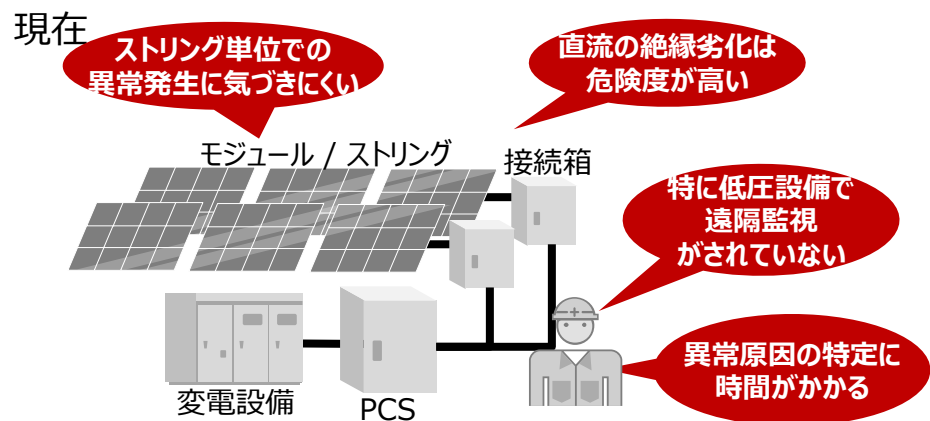 現在
ストリング単位での
異常発生に気づきにくい
直流の絶縁劣化は
危険度が高い
モジュール / ストリング
接続箱
特に低圧設備で
遠隔監視
がされていない
異常原因の特定に
時間がかかる
変電設備
PCS